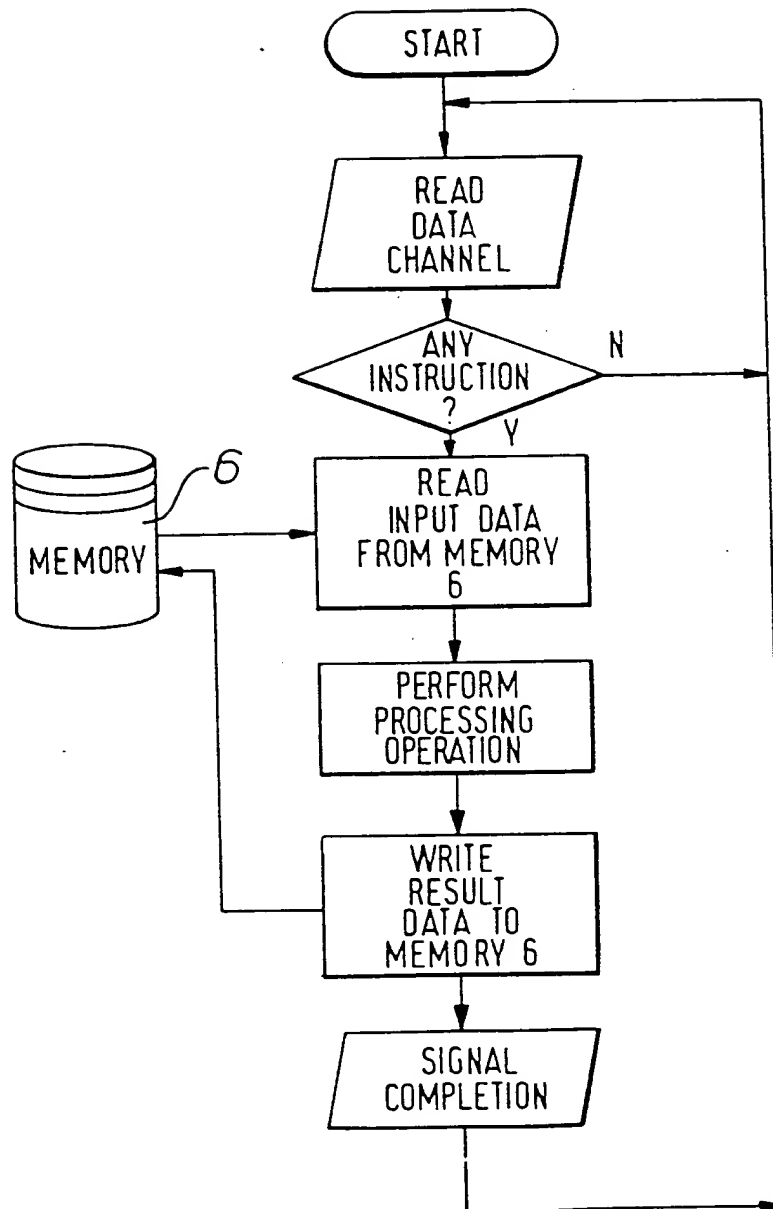 START
READ
DATA
CHANNEL
ANY
INSTRUCTION
?
N
Y
6
MEMORY
READ
INPUT DATA
FROM MEMORY
6
PERFORM
PROCESSING
OPERATION
WRITE
RESULT
DATA TO
MEMORY 6
SIGNAL
COMPLETION